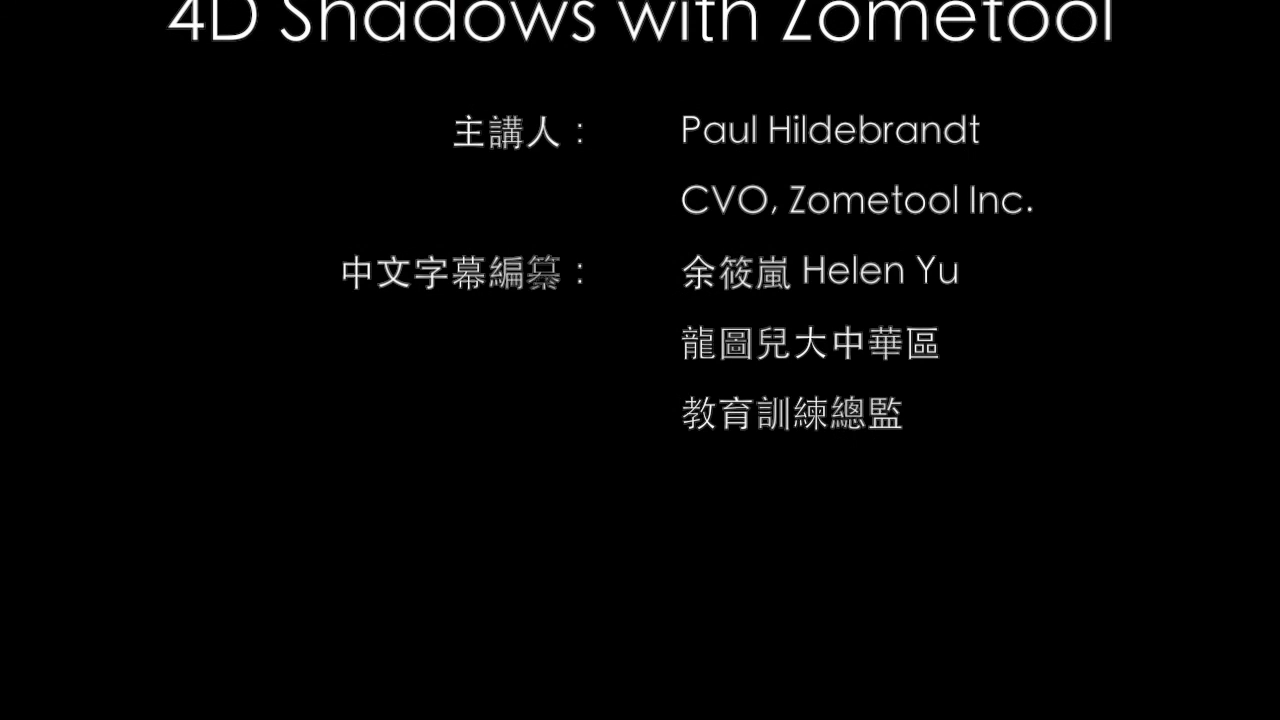 4D Shadows with Zometool
主講人： Paul Hildebrandt
CVO, Zometool Inc.
中文字幕編纂： 余筱嵐 Helen Yu
龍圖兒大中華區
教育訓練總監